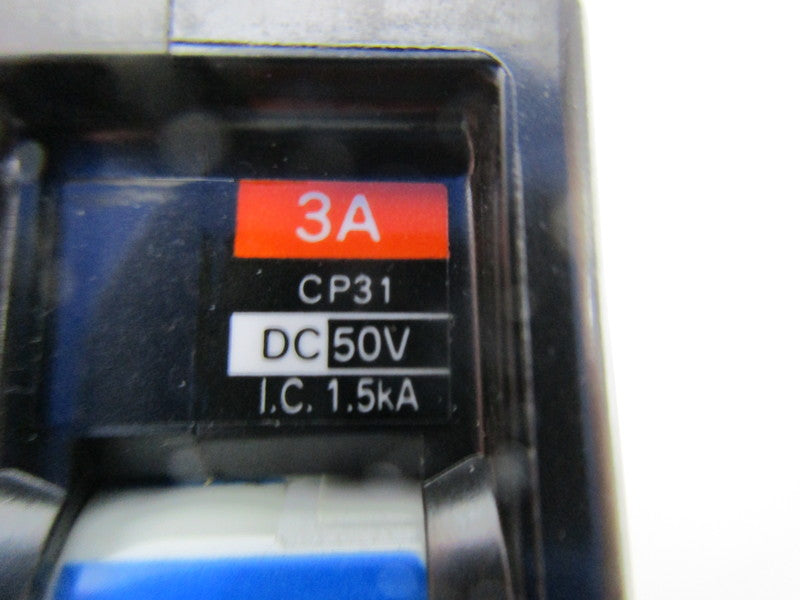 3A
CP31
DC 50V
I.C. 1.5kA